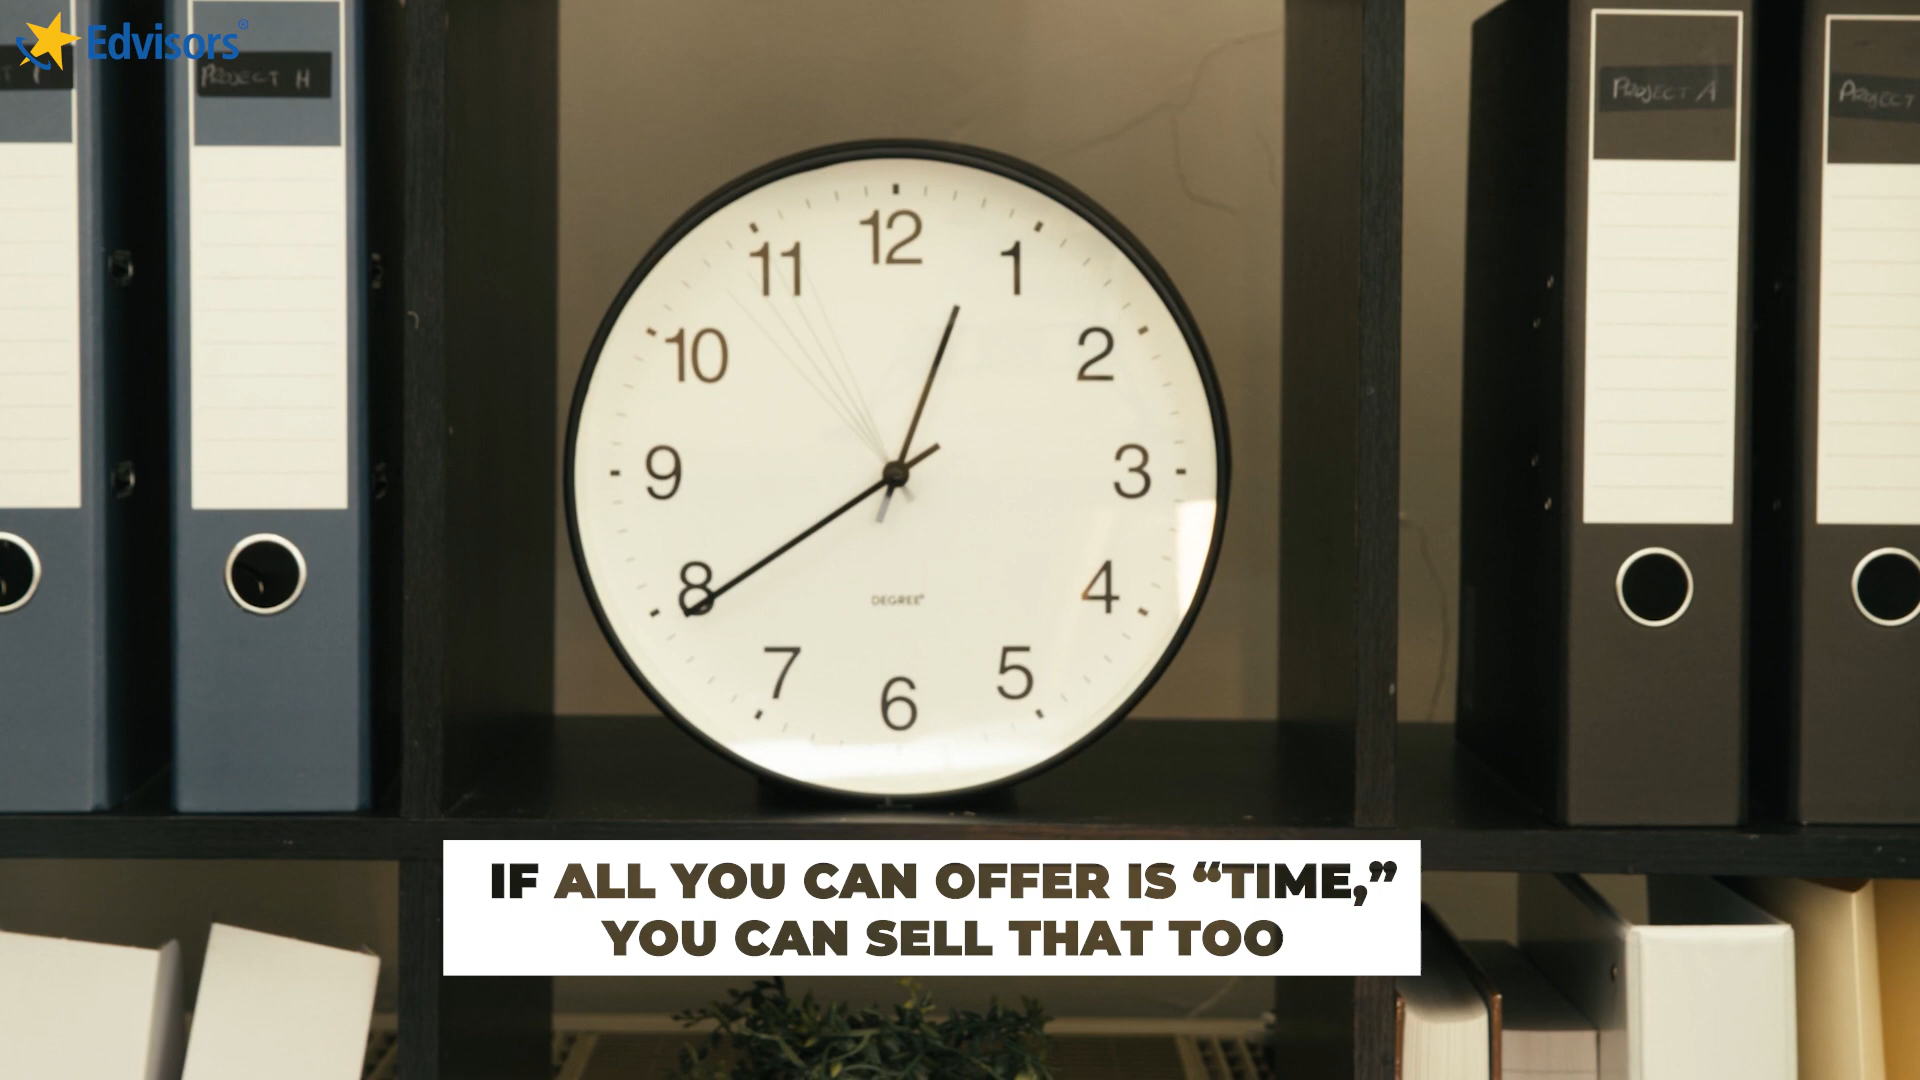 Edvisors®
PROJECT H
PROJECT A
PROJECT
12
11
1
10
2
9
3
8
4
DEGREE
7
5
6
IF ALL YOU CAN OFFER IS “TIME,”
YOU CAN SELL THAT TOO